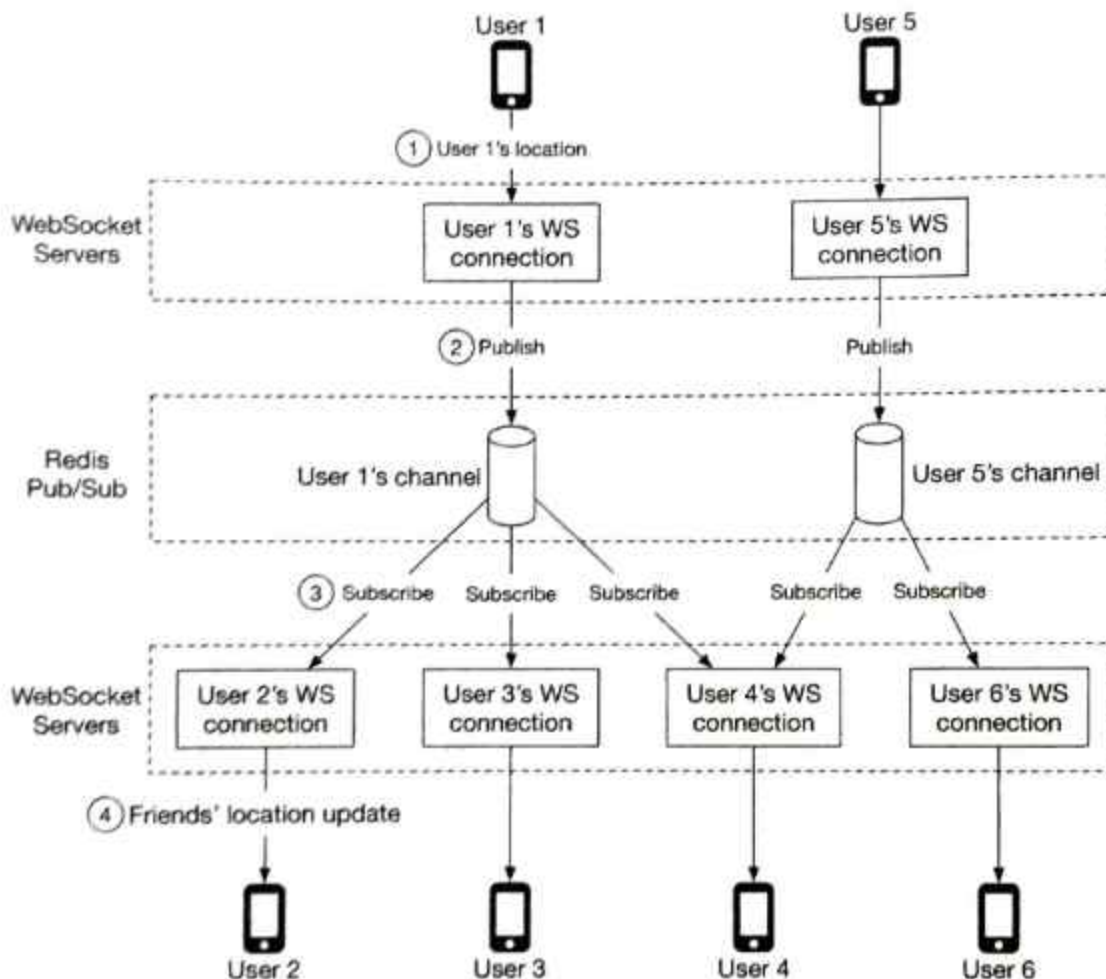 User 1
User 5
1 User 1's location
WebSocket
Servers
User 1's WS
connection
User 5's WS
connection
2 Publish
Publish
Redis
Pub/Sub
User 1's channel
User 5's channel
3 Subscribe
Subscribe
Subscribe
Subscribe
Subscribe
WebSocket
Servers
User 2's WS
connection
User 3's WS
connection
User 4's WS
connection
User 6's WS
connection
4 Friends' location update
User 2
User 3
User 4
User 6